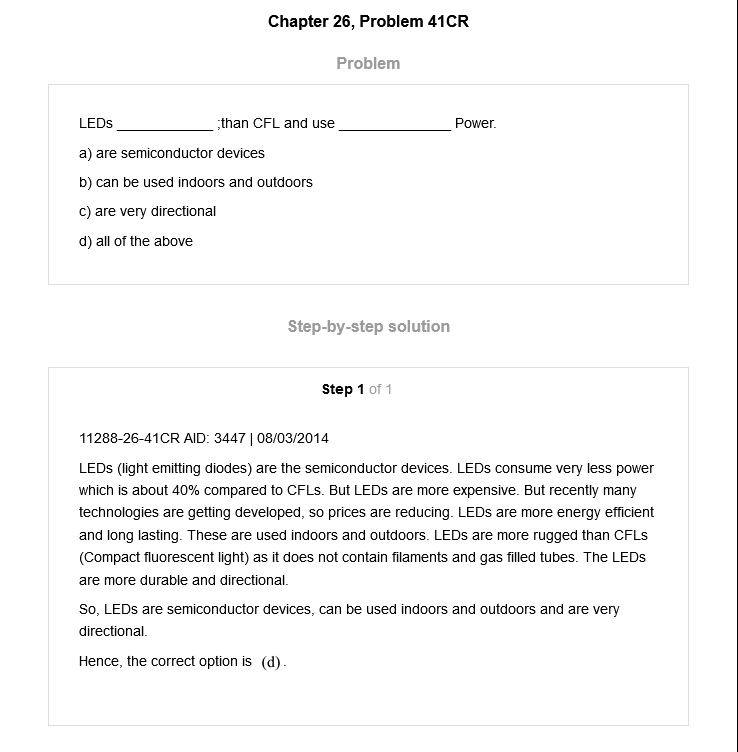 Chapter 26, Problem 41CR
Problem
LEDs _____________ ;than CFL and use _______________ Power.
a) are semiconductor devices
b) can be used indoors and outdoors
c) are very directional
d) all of the above
Step-by-step solution
Step 1 of 1
11288-26-41CR AID: 3447 | 08/03/2014
LEDs (light emitting diodes) are the semiconductor devices. LEDs consume very less power
which is about 40% compared to CFLs. But LEDs are more expensive. But recently many
technologies are getting developed, so prices are reducing. LEDs are more energy efficient
and long lasting. These are used indoors and outdoors. LEDs are more rugged than CFLs
(Compact fluorescent light) as it does not contain filaments and gas filled tubes. The LEDs
are more durable and directional.
So, LEDs are semiconductor devices, can be used indoors and outdoors and are very
directional.
Hence, the correct option is (d).